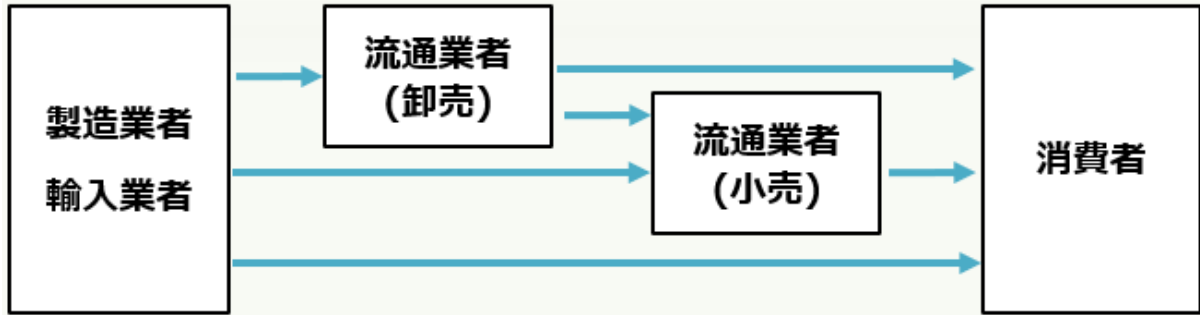 製造業者
輸入業者
流通業者
(卸売)
流通業者
(小売)
消費者